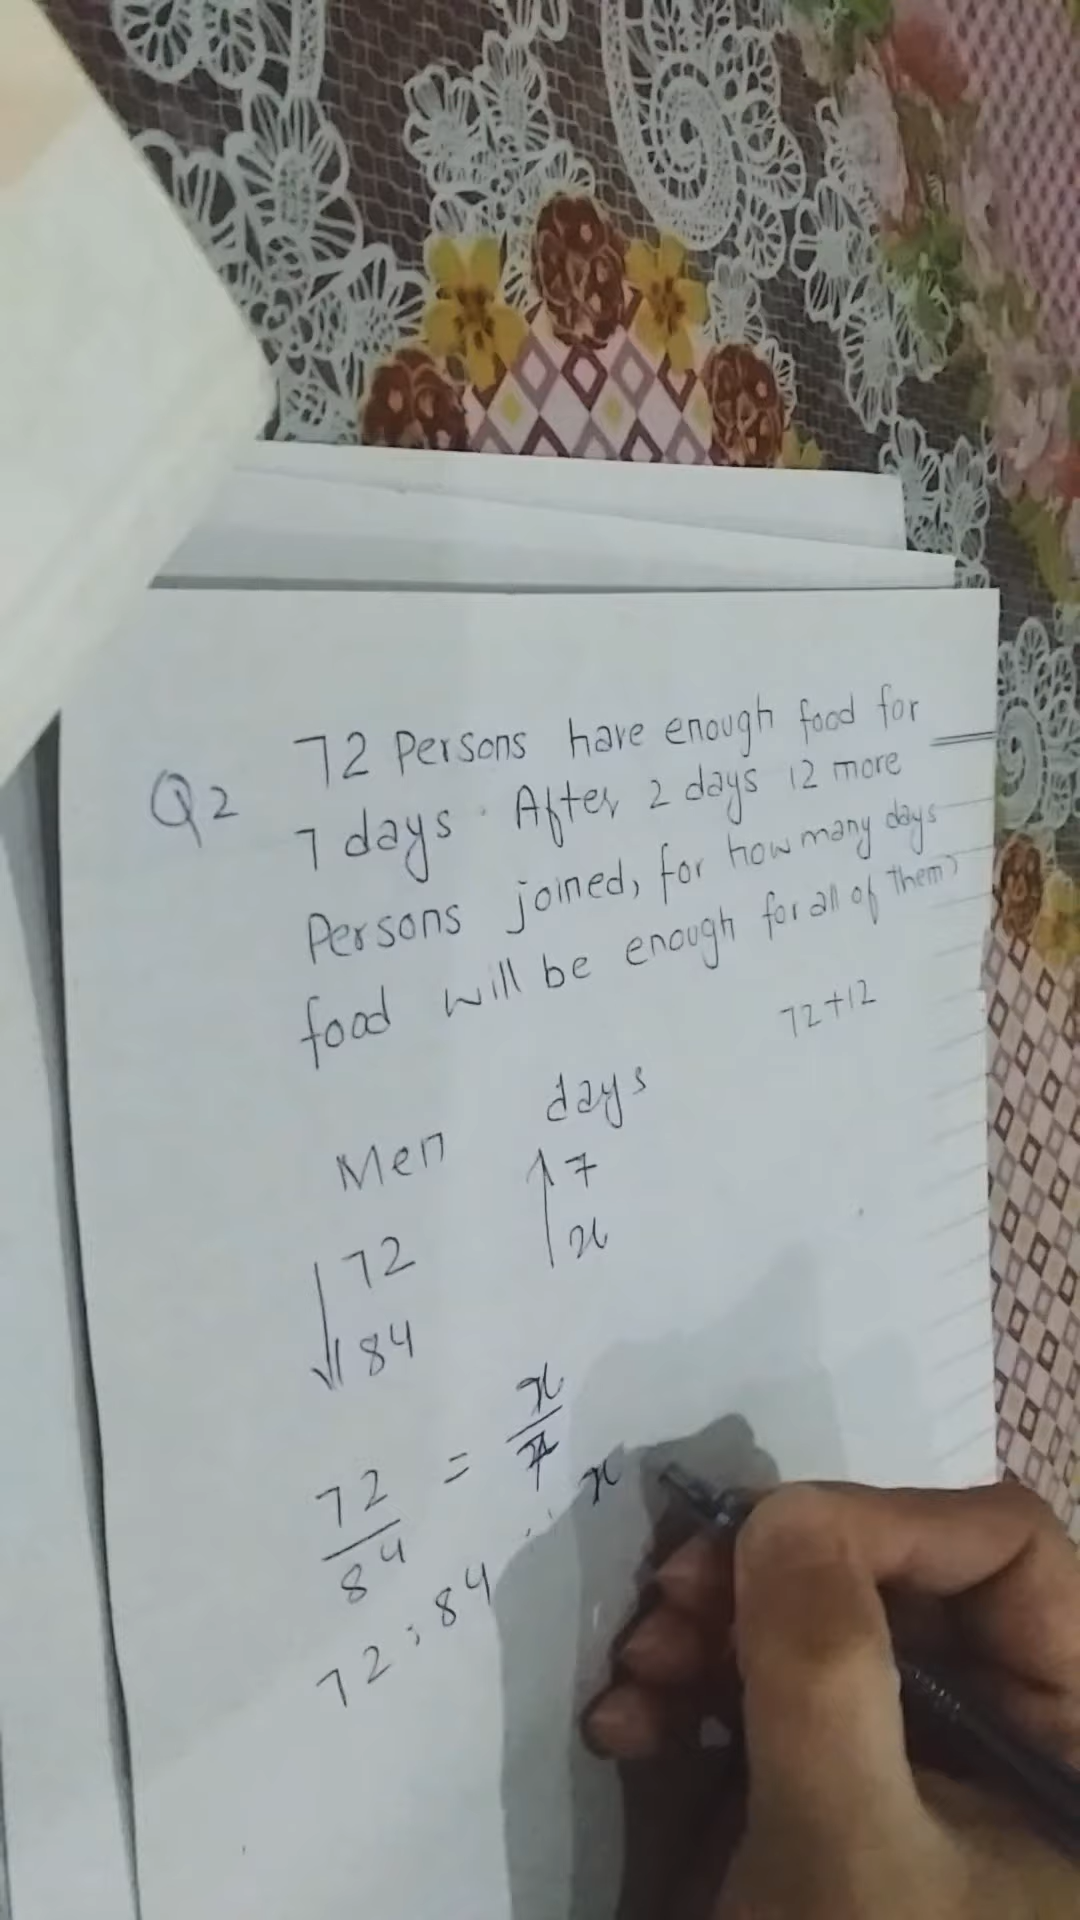 Q2 72 Persons have enough food for
7 days. After 2 days 12 more
Persons joined, for how many days
food will be enough for all of them?
72+12
Men days
72 7
84 x
72/84 = x/7
72 : 84 :: x